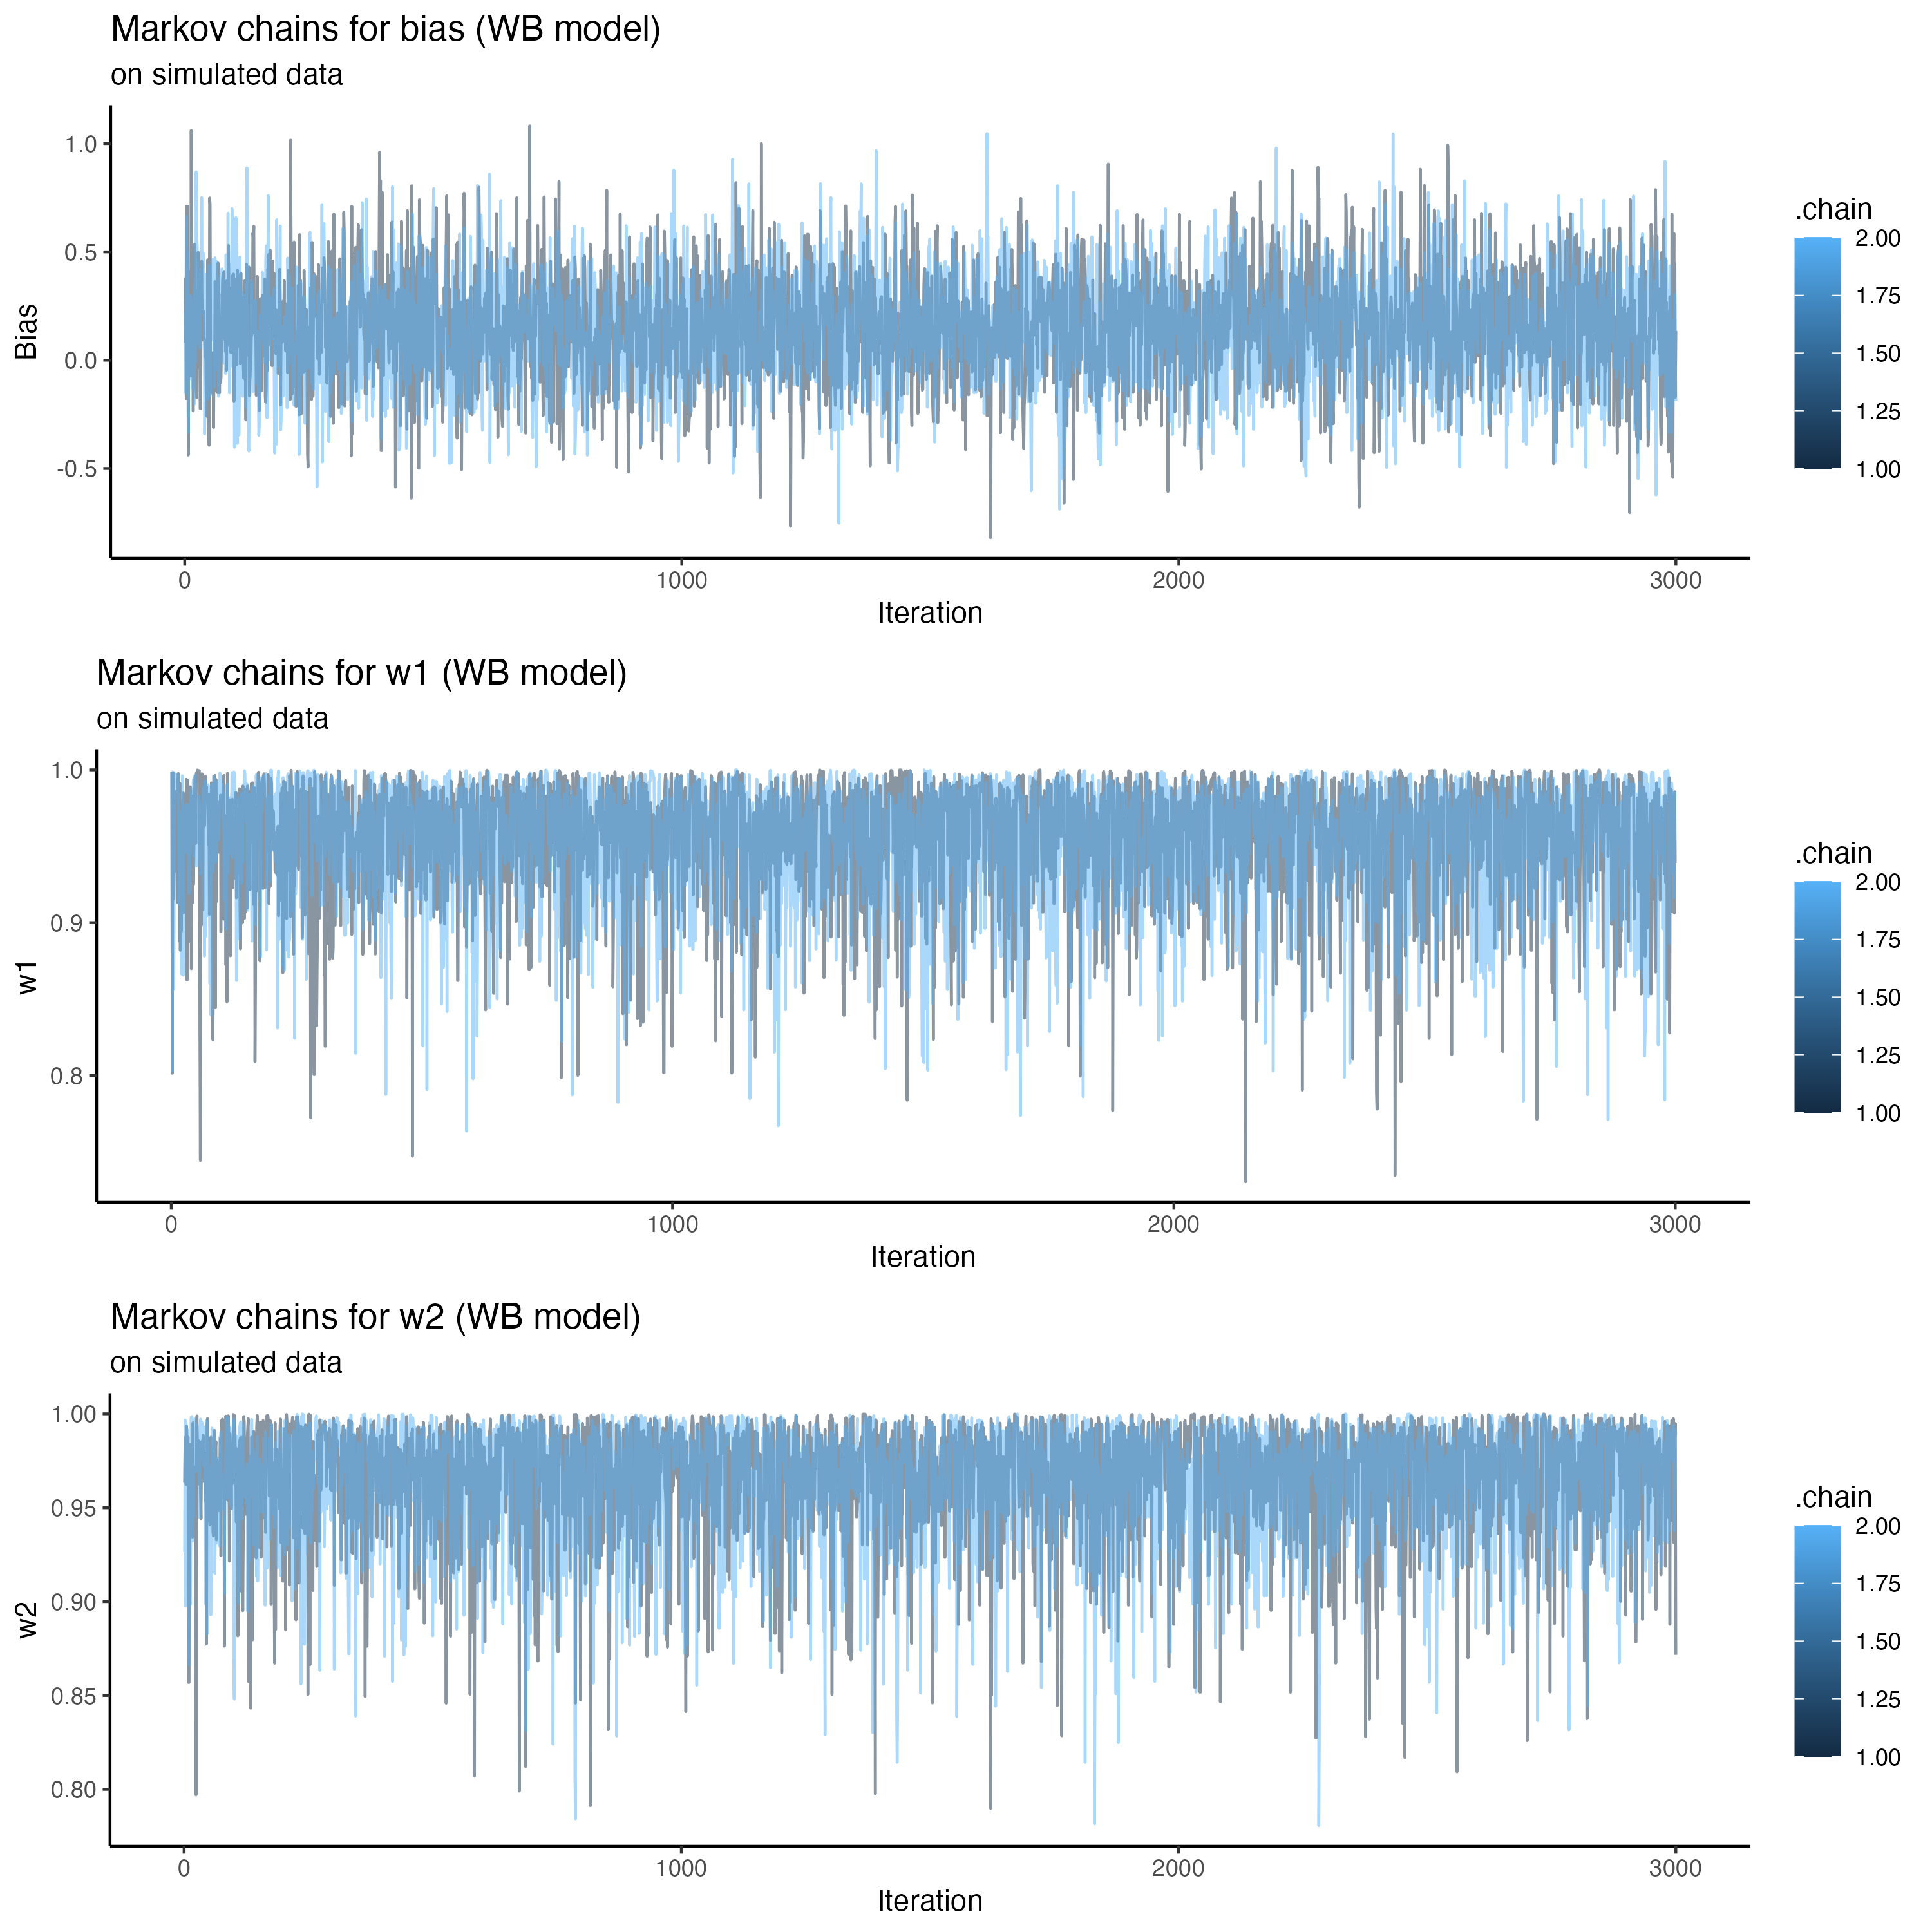 Markov chains for bias (WB model)
on simulated data
1.0
0.5
0.0
-0.5
Bias
0
1000
2000
3000
Iteration
.chain
2.00
1.75
1.50
1.25
1.00
Markov chains for w1 (WB model)
on simulated data
1.0
0.9
0.8
w1
0
1000
2000
3000
Iteration
.chain
2.00
1.75
1.50
1.25
1.00
Markov chains for w2 (WB model)
on simulated data
1.00
0.95
0.90
0.85
0.80
w2
0
1000
2000
3000
Iteration
.chain
2.00
1.75
1.50
1.25
1.00